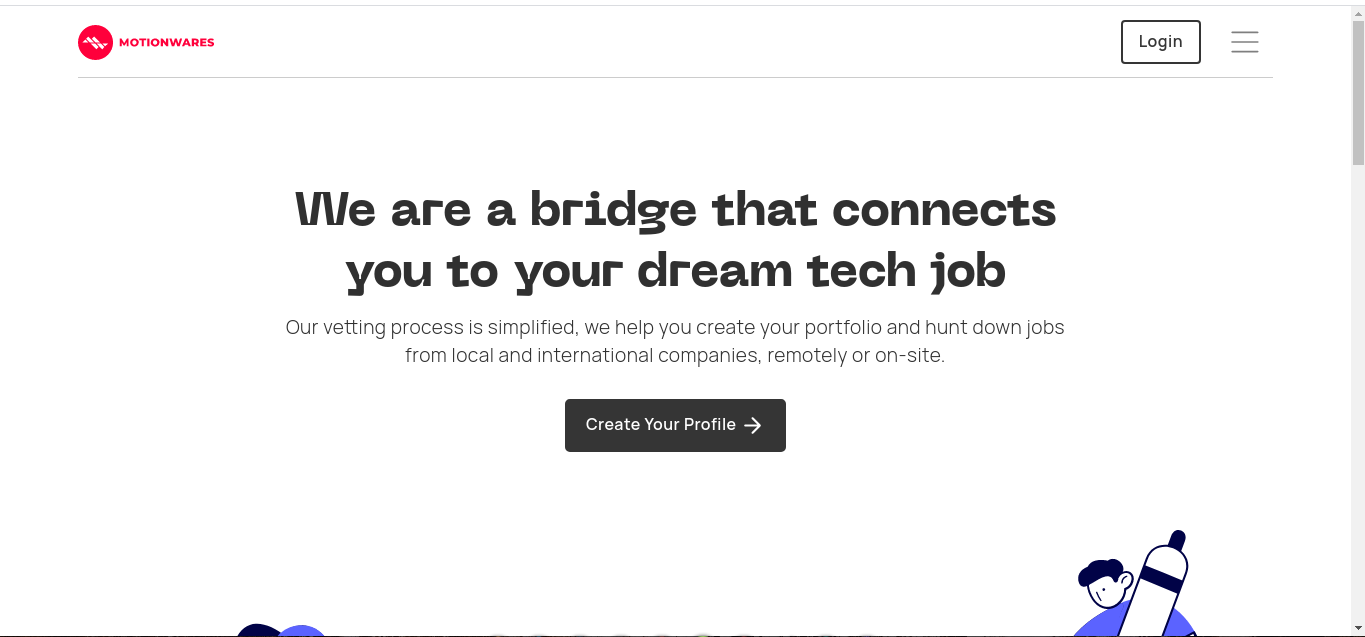 MOTIONWARES
Login
We are a bridge that connects
you to your dream tech job
Our vetting process is simplified, we help you create your portfolio and hunt down jobs
from local and international companies, remotely or on-site.
Create Your Profile